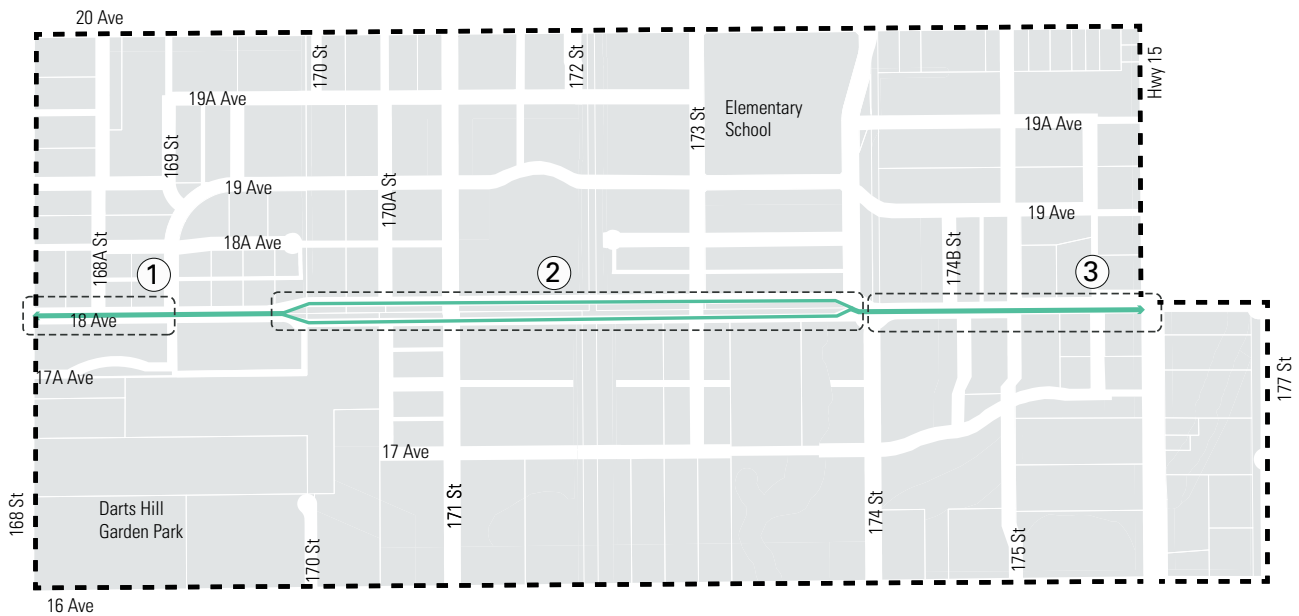 20 Ave
170 St
172 St
Hwy 15
19A Ave
Elementary
School
173 St
19A Ave
169 St
19 Ave
170A St
19 Ave
18A Ave
168A St
174B St
1
2
3
18 Ave
17A Ave
177 St
17 Ave
168 St
Darts Hill
Garden Park
170 St
171 St
174 St
175 St
16 Ave